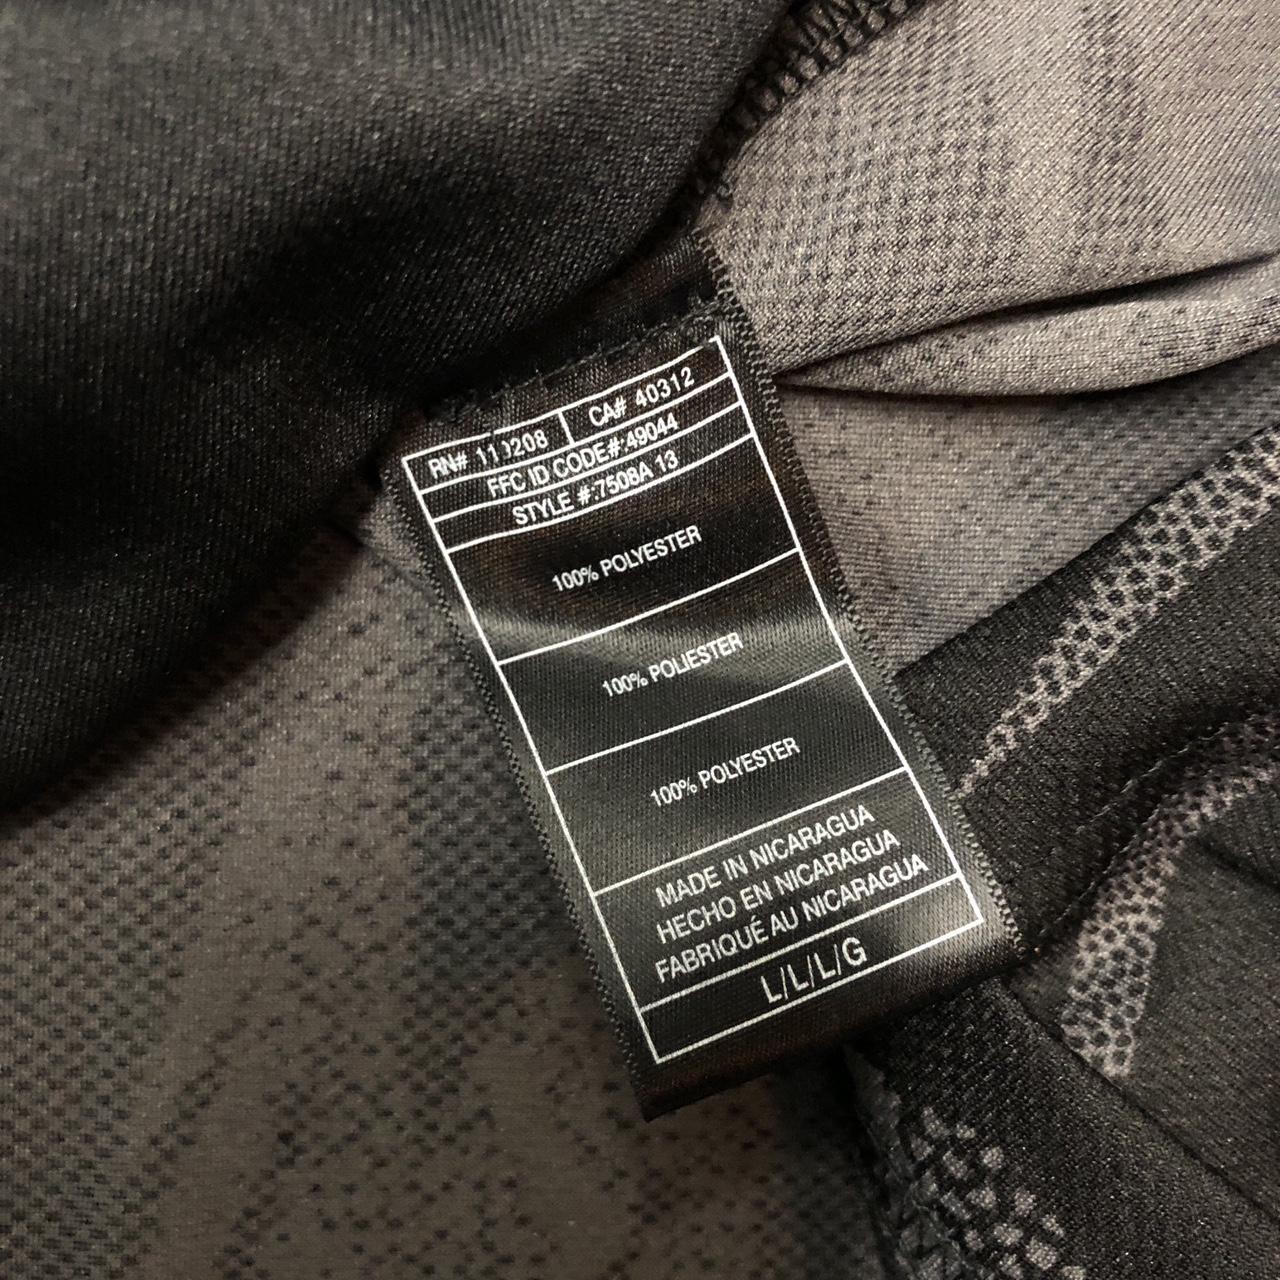 RN# CA# 40312
FFC ID CODE#:49044
STYLE #:7508A 13
100% POLYESTER
100% POLIESTER
100% POLYESTER
MADE IN NICARAGUA
HECHO EN NICARAGUA
FABRIQUÉ AU NICARAGUA
L/L/L/G